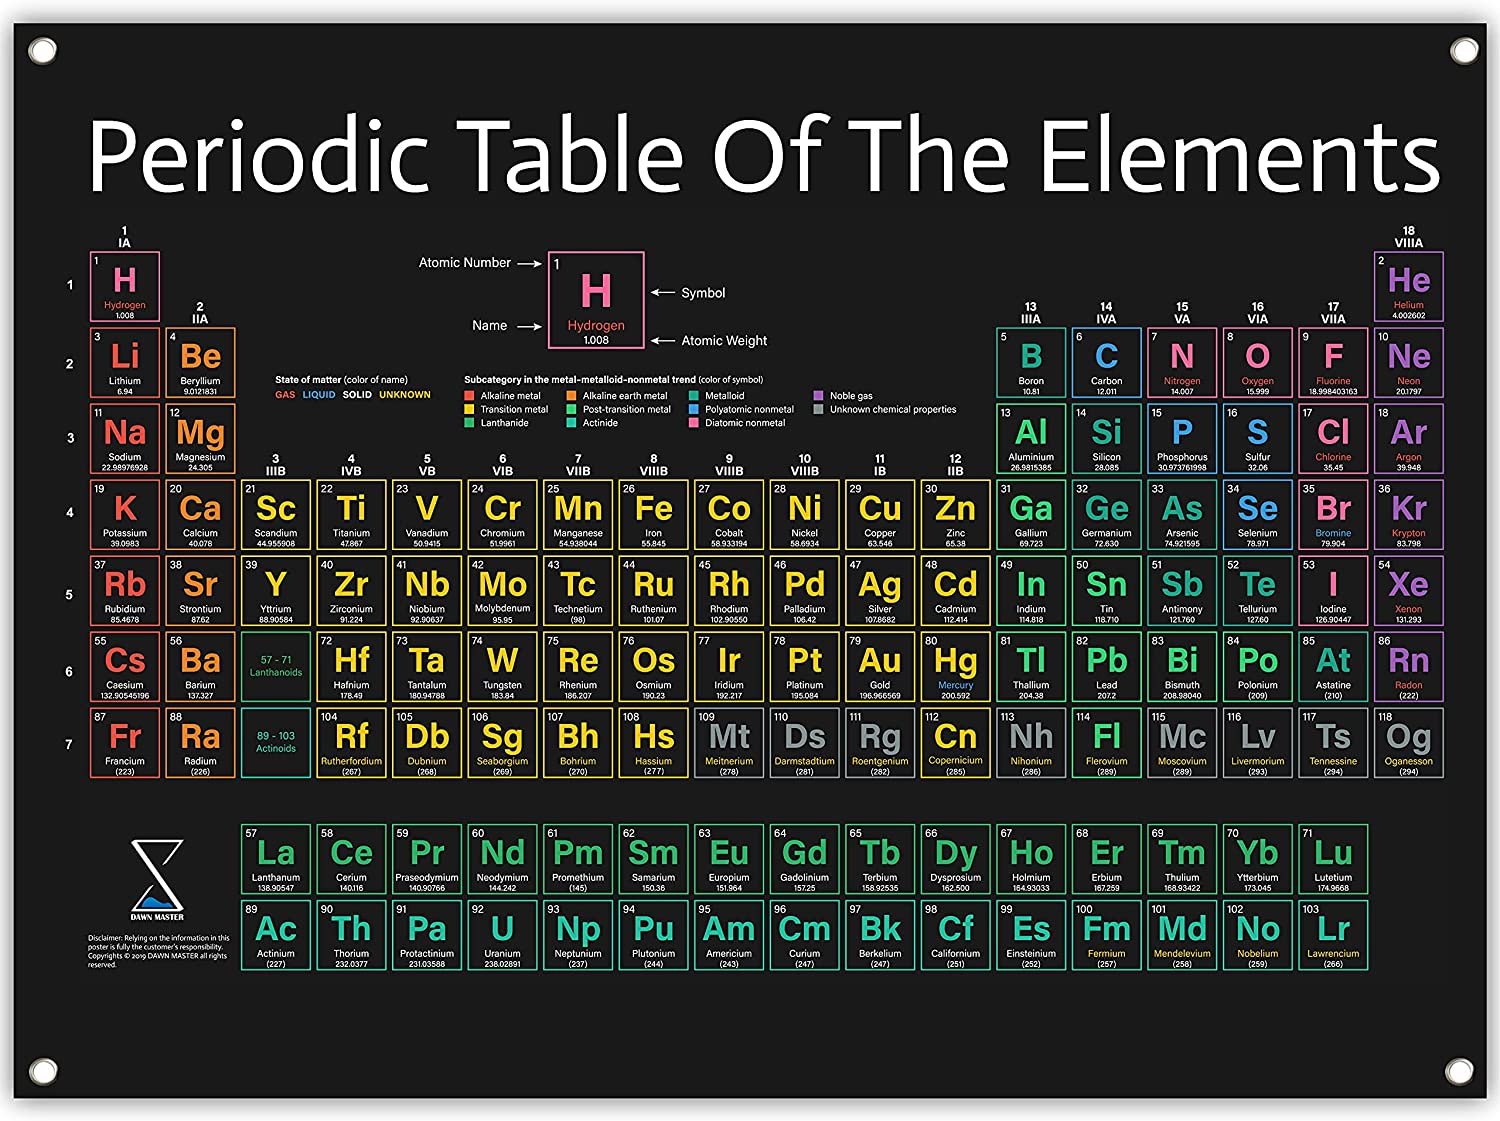 Periodic Table Of The Elements
1
IA
18
VIIIA
Atomic Number
1
H
Hydrogen
1.008
Symbol
Name
Atomic Weight
1
1
H
Hydrogen
1.008
2
He
Helium
4.002602
2
IIA
13
IIIA
14
IVA
15
VA
16
VIA
17
VIIA
2
3
Li
Lithium
6.94
4
Be
Beryllium
9.0121831
5
B
Boron
10.81
6
C
Carbon
12.011
7
N
Nitrogen
14.007
8
O
Oxygen
15.999
9
F
Fluorine
18.998403163
10
Ne
Neon
20.1797
State of matter (color of name)
GAS LIQUID SOLID UNKNOWN
Subcategory in the metal-metalloid-nonmetal trend (color of symbol)
Alkaline metal
Alkaline earth metal
Metalloid
Noble gas
Transition metal
Post-transition metal
Polyatomic nonmetal
Unknown chemical properties
Lanthanide
Actinide
Diatomic nonmetal
3
11
Na
Sodium
22.98976928
12
Mg
Magnesium
24.305
13
Al
Aluminium
26.9815385
14
Si
Silicon
28.085
15
P
Phosphorus
30.973761998
16
S
Sulfur
32.06
17
Cl
Chlorine
35.45
18
Ar
Argon
39.948
3
IIIB
4
IVB
5
VB
6
VIB
7
VIIB
8
VIIIB
9
VIIIB
10
VIIIB
11
IB
12
IIB
4
19
K
Potassium
39.0983
20
Ca
Calcium
40.078
21
Sc
Scandium
44.955908
22
Ti
Titanium
47.867
23
V
Vanadium
50.9415
24
Cr
Chromium
51.9961
25
Mn
Manganese
54.938044
26
Fe
Iron
55.845
27
Co
Cobalt
58.933194
28
Ni
Nickel
58.6934
29
Cu
Copper
63.546
30
Zn
Zinc
65.38
31
Ga
Gallium
69.723
32
Ge
Germanium
72.630
33
As
Arsenic
74.921595
34
Se
Selenium
78.971
35
Br
Bromine
79.904
36
Kr
Krypton
83.798
5
37
Rb
Rubidium
85.4678
38
Sr
Strontium
87.62
39
Y
Yttrium
88.90584
40
Zr
Zirconium
91.224
41
Nb
Niobium
92.90637
42
Mo
Molybdenum
95.95
43
Tc
Technetium
(98)
44
Ru
Ruthenium
101.07
45
Rh
Rhodium
102.90550
46
Pd
Palladium
106.42
47
Ag
Silver
107.8682
48
Cd
Cadmium
112.414
49
In
Indium
114.818
50
Sn
Tin
118.710
51
Sb
Antimony
121.760
52
Te
Tellurium
127.60
53
I
Iodine
126.90447
54
Xe
Xenon
131.293
6
55
Cs
Caesium
132.90545196
56
Ba
Barium
137.327
57 - 71
Lanthanoids
72
Hf
Hafnium
178.49
73
Ta
Tantalum
180.94788
74
W
Tungsten
183.84
75
Re
Rhenium
186.207
76
Os
Osmium
190.23
77
Ir
Iridium
192.217
78
Pt
Platinum
195.084
79
Au
Gold
196.966569
80
Hg
Mercury
200.592
81
Tl
Thallium
204.38
82
Pb
Lead
207.2
83
Bi
Bismuth
208.98040
84
Po
Polonium
(209)
85
At
Astatine
(210)
86
Rn
Radon
(222)
7
87
Fr
Francium
(223)
88
Ra
Radium
(226)
89 - 103
Actinoids
104
Rf
Rutherfordium
(267)
105
Db
Dubnium
(268)
106
Sg
Seaborgium
(269)
107
Bh
Bohrium
(270)
108
Hs
Hassium
(277)
109
Mt
Meitnerium
(278)
110
Ds
Darmstadtium
(281)
111
Rg
Roentgenium
(282)
112
Cn
Copernicium
(285)
113
Nh
Nihonium
(286)
114
Fl
Flerovium
(289)
115
Mc
Moscovium
(289)
116
Lv
Livermorium
(293)
117
Ts
Tennessine
(294)
118
Og
Oganesson
(294)
57
La
Lanthanum
138.90547
58
Ce
Cerium
140.116
59
Pr
Praseodymium
140.90766
60
Nd
Neodymium
144.242
61
Pm
Promethium
(145)
62
Sm
Samarium
150.36
63
Eu
Europium
151.964
64
Gd
Gadolinium
157.25
65
Tb
Terbium
158.92535
66
Dy
Dysprosium
162.500
67
Ho
Holmium
164.93033
68
Er
Erbium
167.259
69
Tm
Thulium
168.93422
70
Yb
Ytterbium
173.045
71
Lu
Lutetium
174.9668
89
Ac
Actinium
(227)
90
Th
Thorium
232.0377
91
Pa
Protactinium
231.03588
92
U
Uranium
238.02891
93
Np
Neptunium
(237)
94
Pu
Plutonium
(244)
95
Am
Americium
(243)
96
Cm
Curium
(247)
97
Bk
Berkelium
(247)
98
Cf
Californium
(251)
99
Es
Einsteinium
(252)
100
Fm
Fermium
(257)
101
Md
Mendelevium
(258)
102
No
Nobelium
(259)
103
Lr
Lawrencium
(266)
DAWN MASTER
Disclaimer: Relying on the information in this
poster is fully the customer's responsibility.
Copyrights © 2019 DAWN MASTER all rights
reserved.